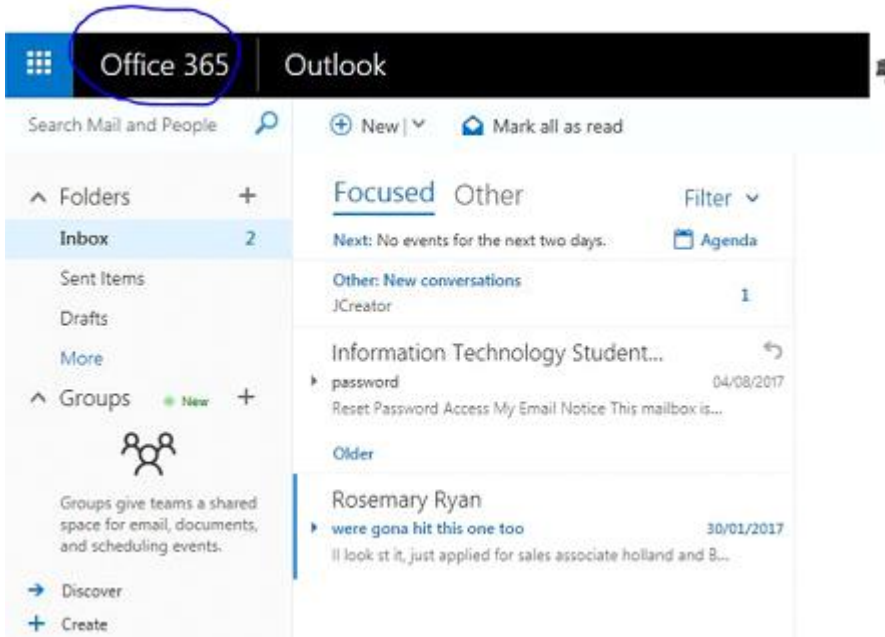 Office 365 Outlook
Search Mail and People
New
Mark all as read
Folders
Inbox 2
Sent Items
Drafts
More
Groups New
Groups give teams a shared
space for email, documents,
and scheduling events.
Discover
Create
Focused Other Filter
Next: No events for the next two days. Agenda
Other: New conversations
JCreator 1
Information Technology Student...
password 04/08/2017
Reset Password Access My Email Notice This mailbox is...
Older
Rosemary Ryan
were gona hit this one too 30/01/2017
Il look st it, just applied for sales associate holland and B...